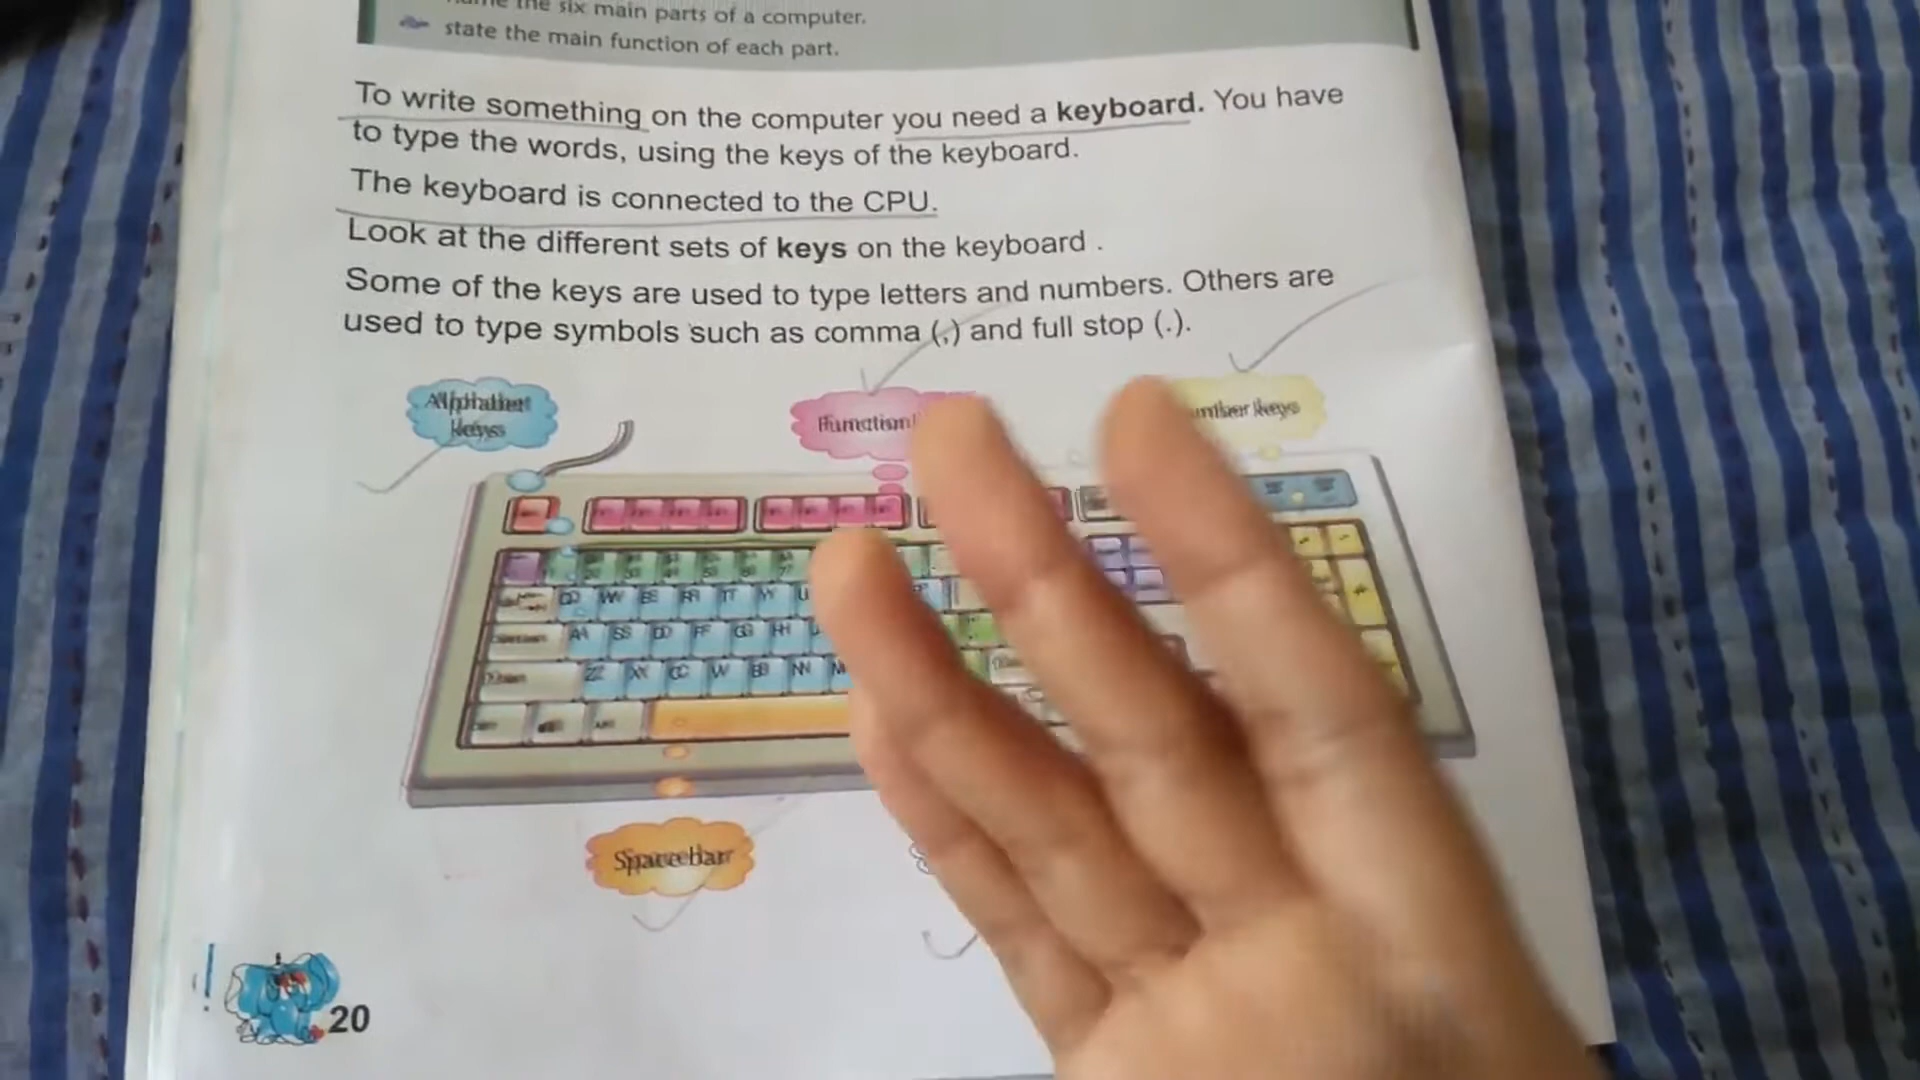 the six main parts of a computer.
state the main function of each part.
To write something on the computer you need a keyboard. You have
to type the words, using the keys of the keyboard.
The keyboard is connected to the CPU.
Look at the different sets of keys on the keyboard .
Some of the keys are used to type letters and numbers. Others are
used to type symbols such as comma (,) and full stop (.).
Alphabet
keys
Function
keys
Spacebar
20